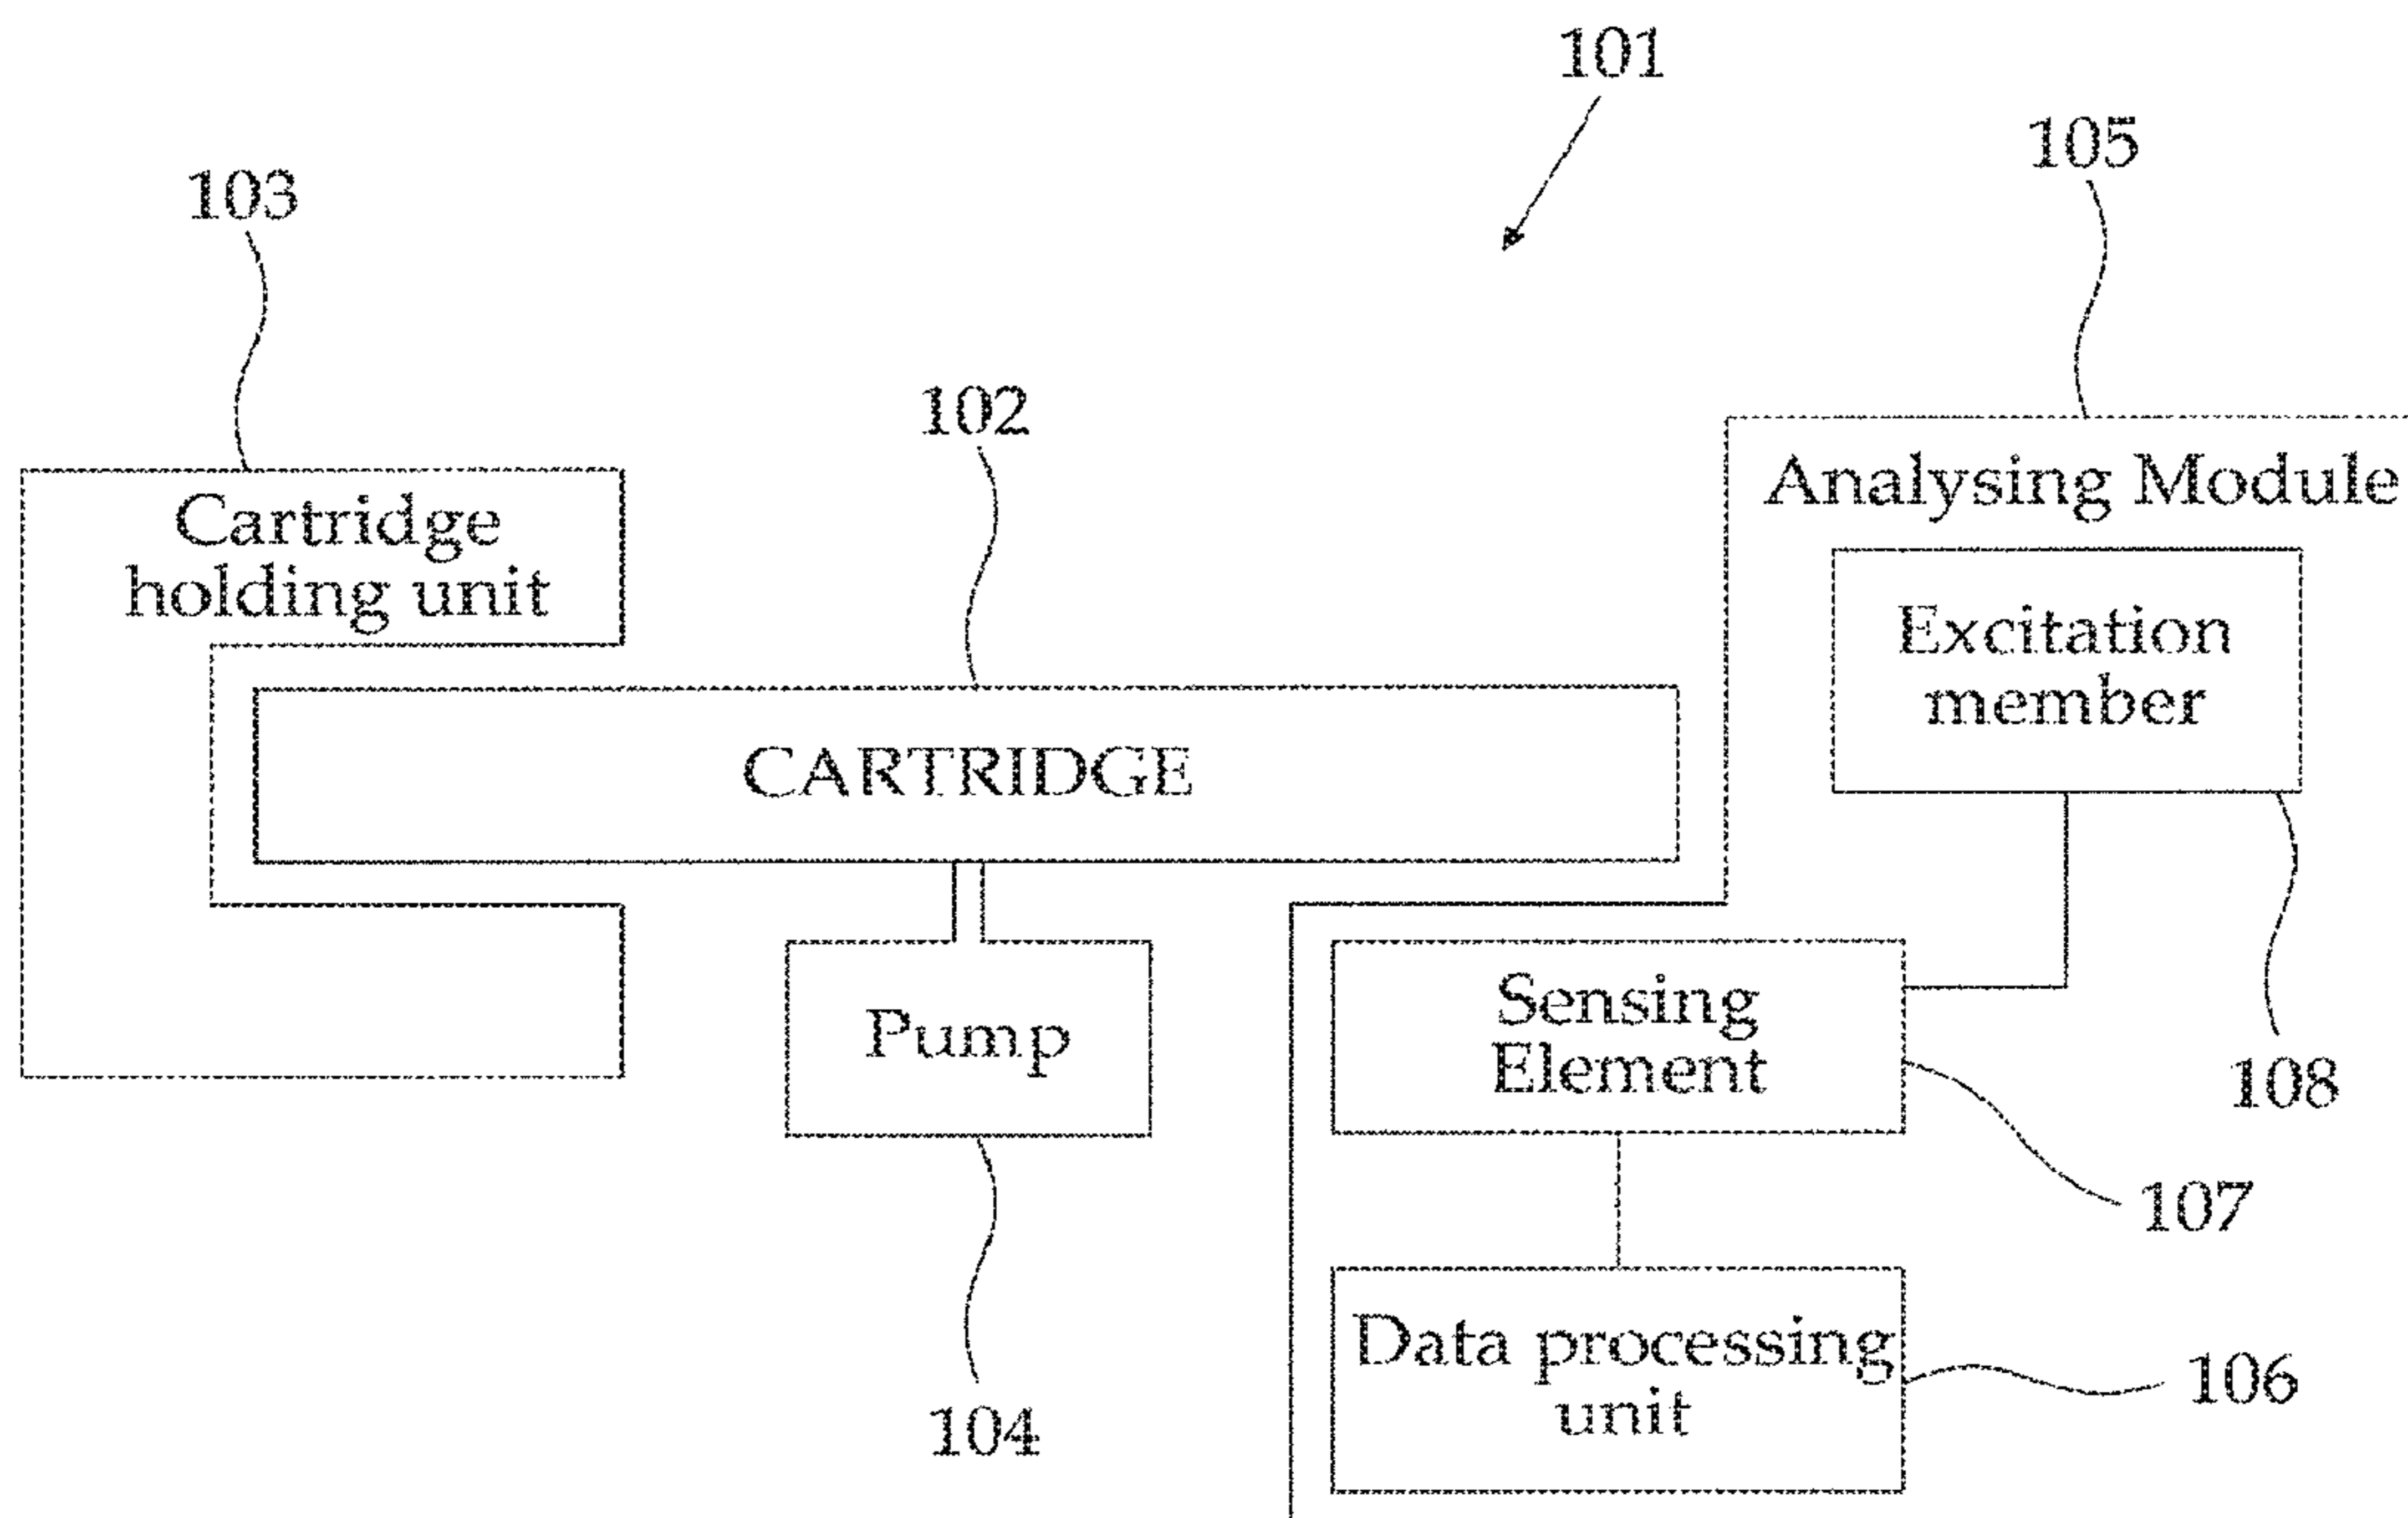 101
105
103
102
Analysing Module
Cartridge
holding unit
Excitation
member
CARTRIDGE
Sensing
Element
Pump
108
107
Data processing
unit
106
104